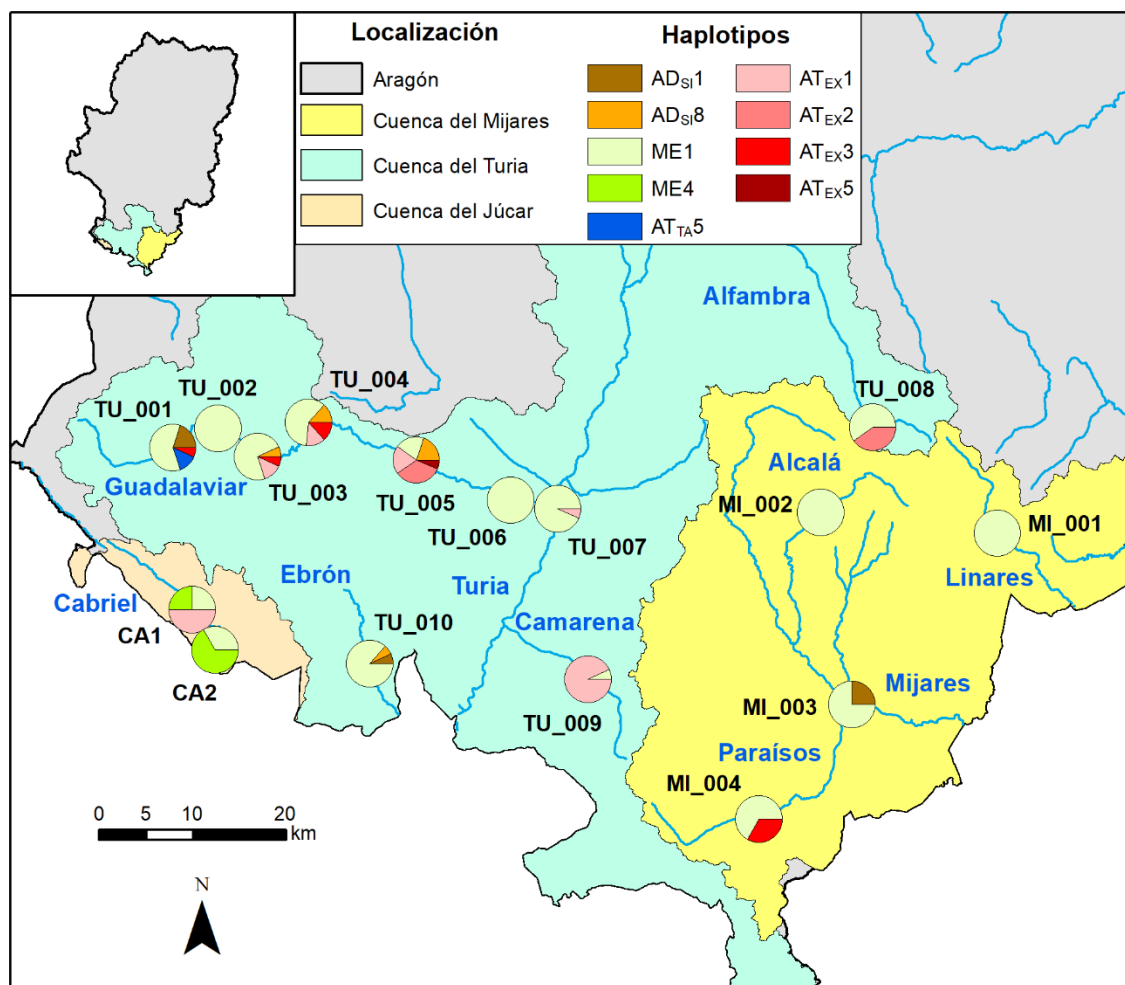 Localización
Aragón
Cuenca del Mijares
Cuenca del Turia
Cuenca del Júcar
Haplotipos
ADSI1
ADSI8
ME1
ME4
ATTA5
ATEX1
ATEX2
ATEX3
ATEX5
Alfambra
TU_004
TU_002
TU_001
TU_008
Alcalá
Guadalaviar
TU_003
TU_005
MI_002
MI_001
TU_006
TU_007
Linares
Ebrón
Turia
Cabriel
TU_010
Camarena
CA1
CA2
Mijares
MI_003
TU_009
Paraísos
MI_004
0 5 10 20
km
N